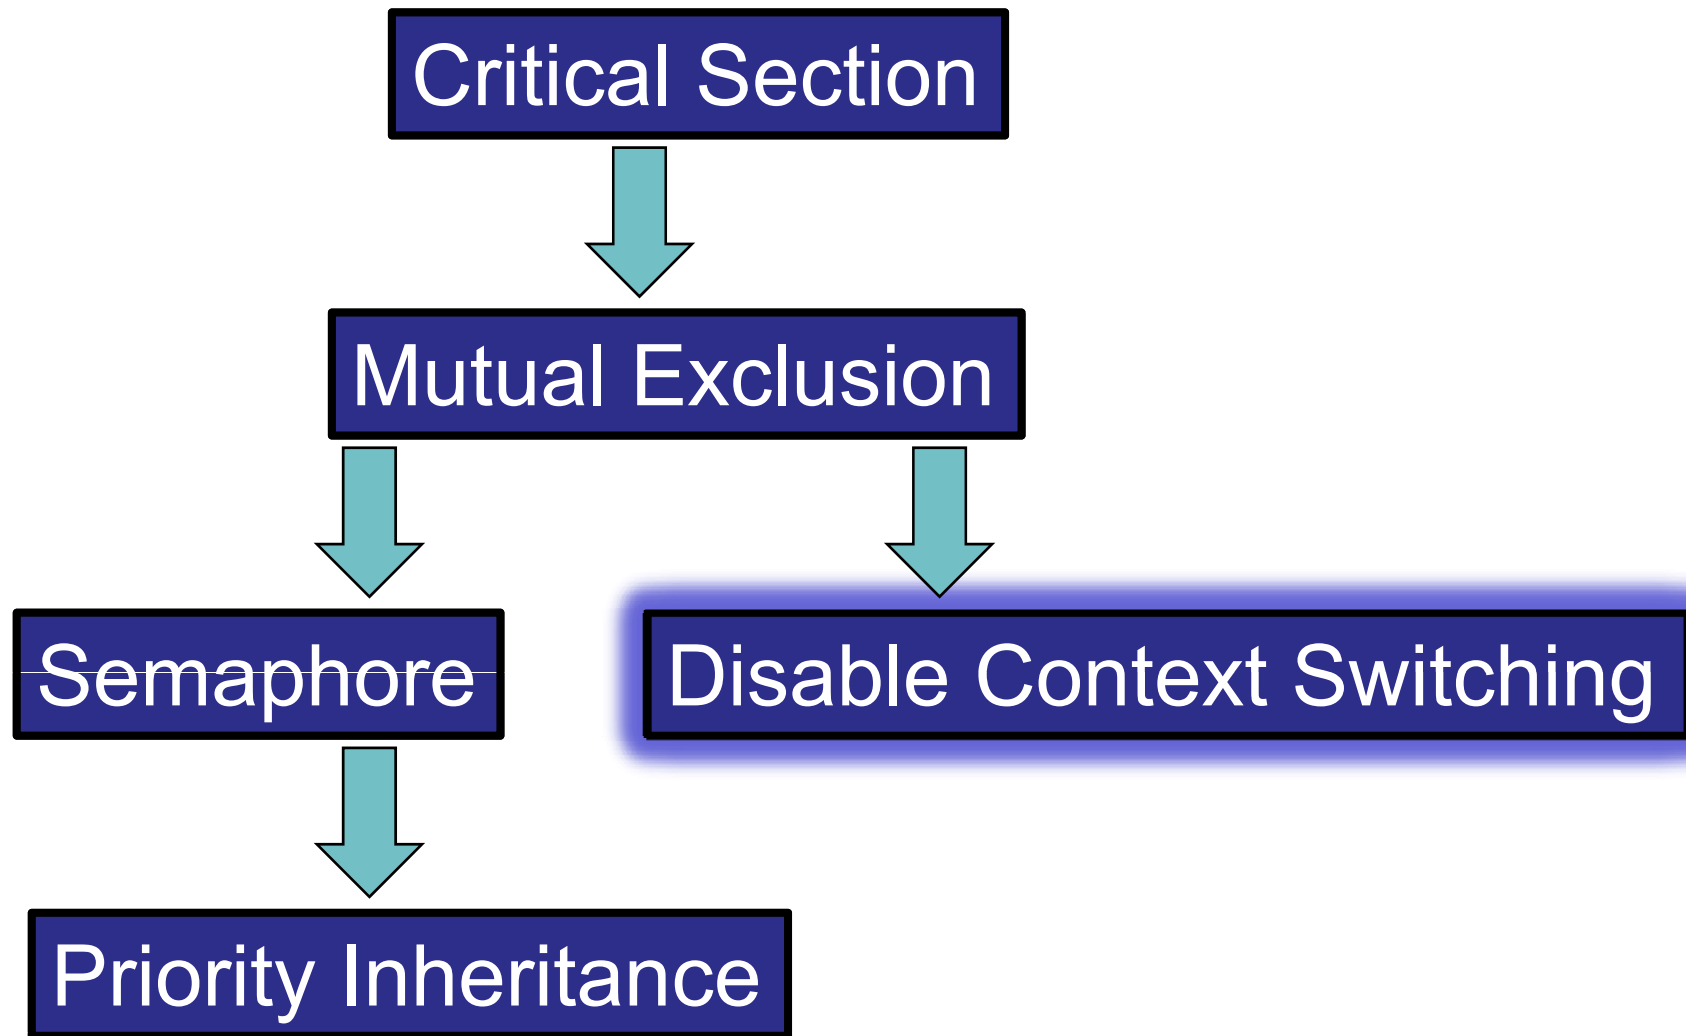 Critical Section
Mutual Exclusion
Semaphore
Disable Context Switching
Priority Inheritance